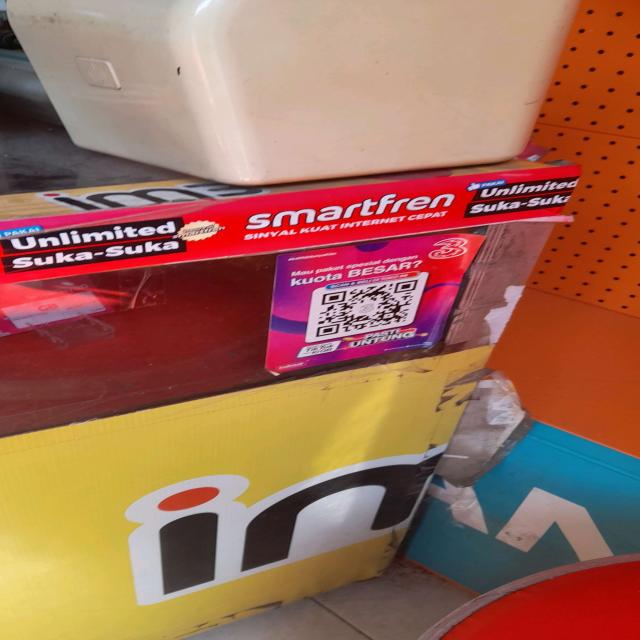 im3
PAKAI
Unlimited
Suka-Suka
smartfren
SINYAL KUAT INTERNET CEPAT
PAKAI
Unlimited
Suka-Suka
3
Mau paket spesial dengan
kuota BESAR?
PASTI
UNTUNG
im